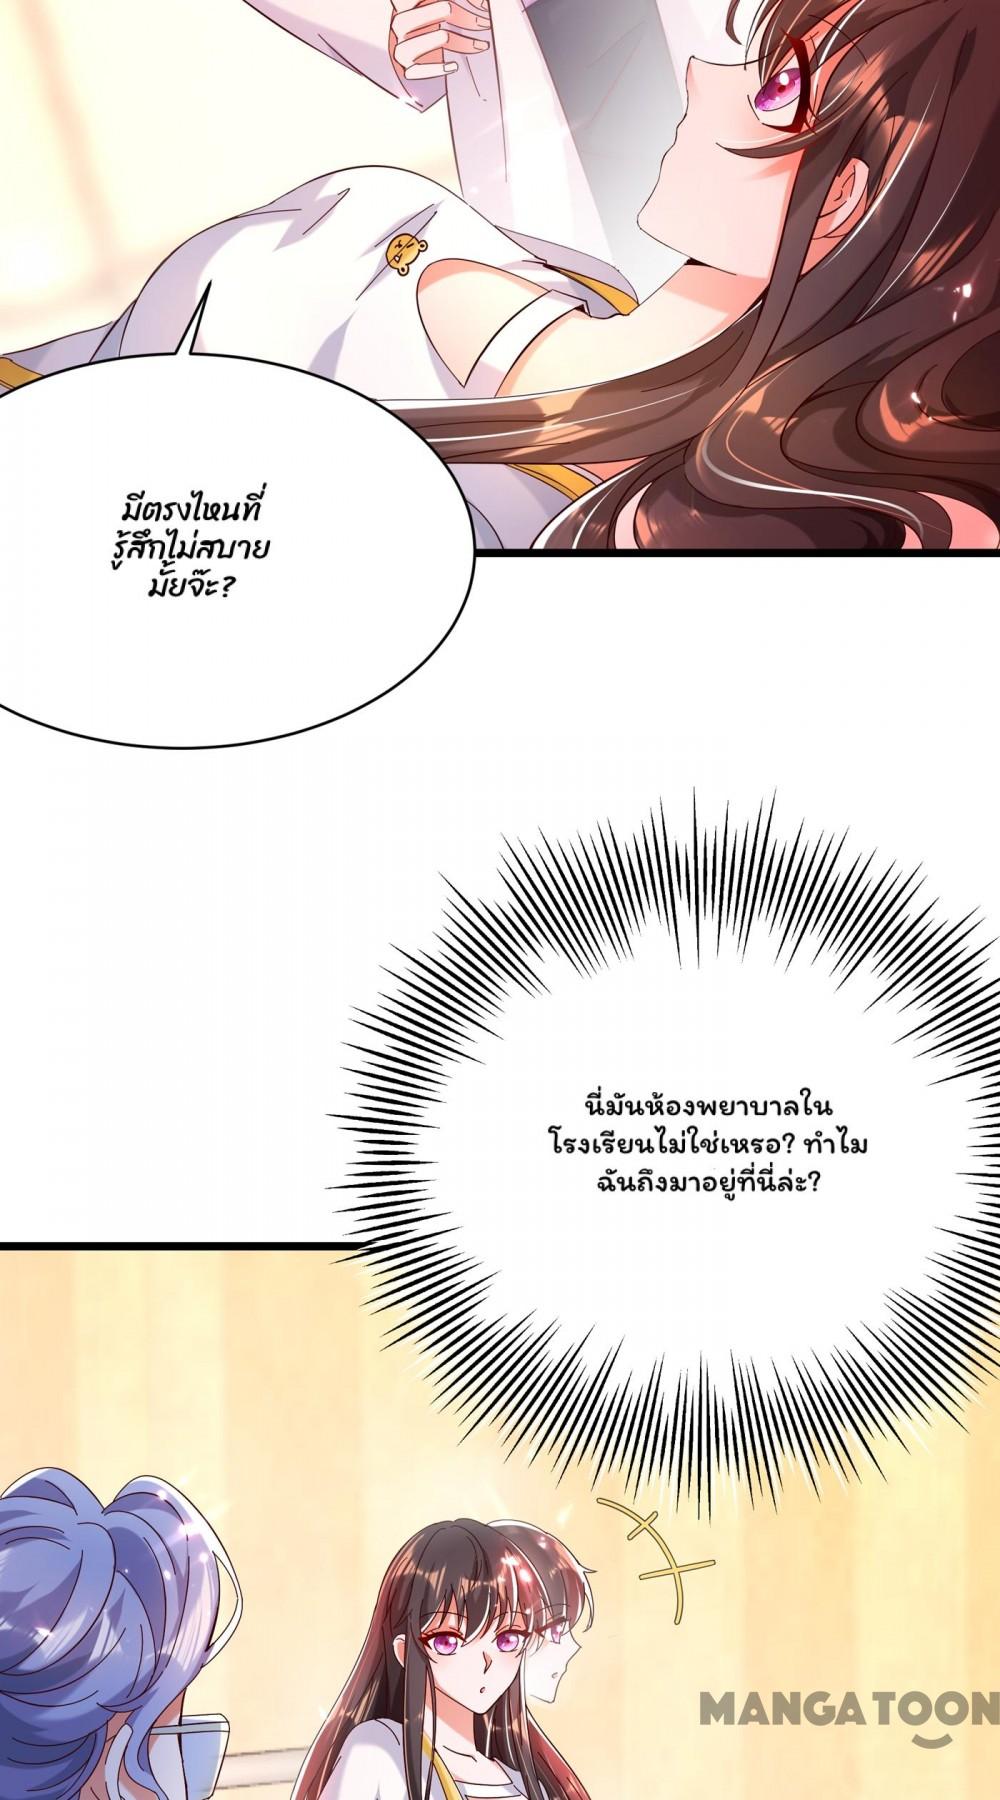 มีตรงไหนที่
รู้สึกไม่สบาย
มั้ยจ๊ะ?
นี่มันห้องพยาบาลใน
โรงเรียนไม่ใช่เหรอ? ทำไม
ฉันถึงมาอยู่ที่นี่ล่ะ?
MANGATOON